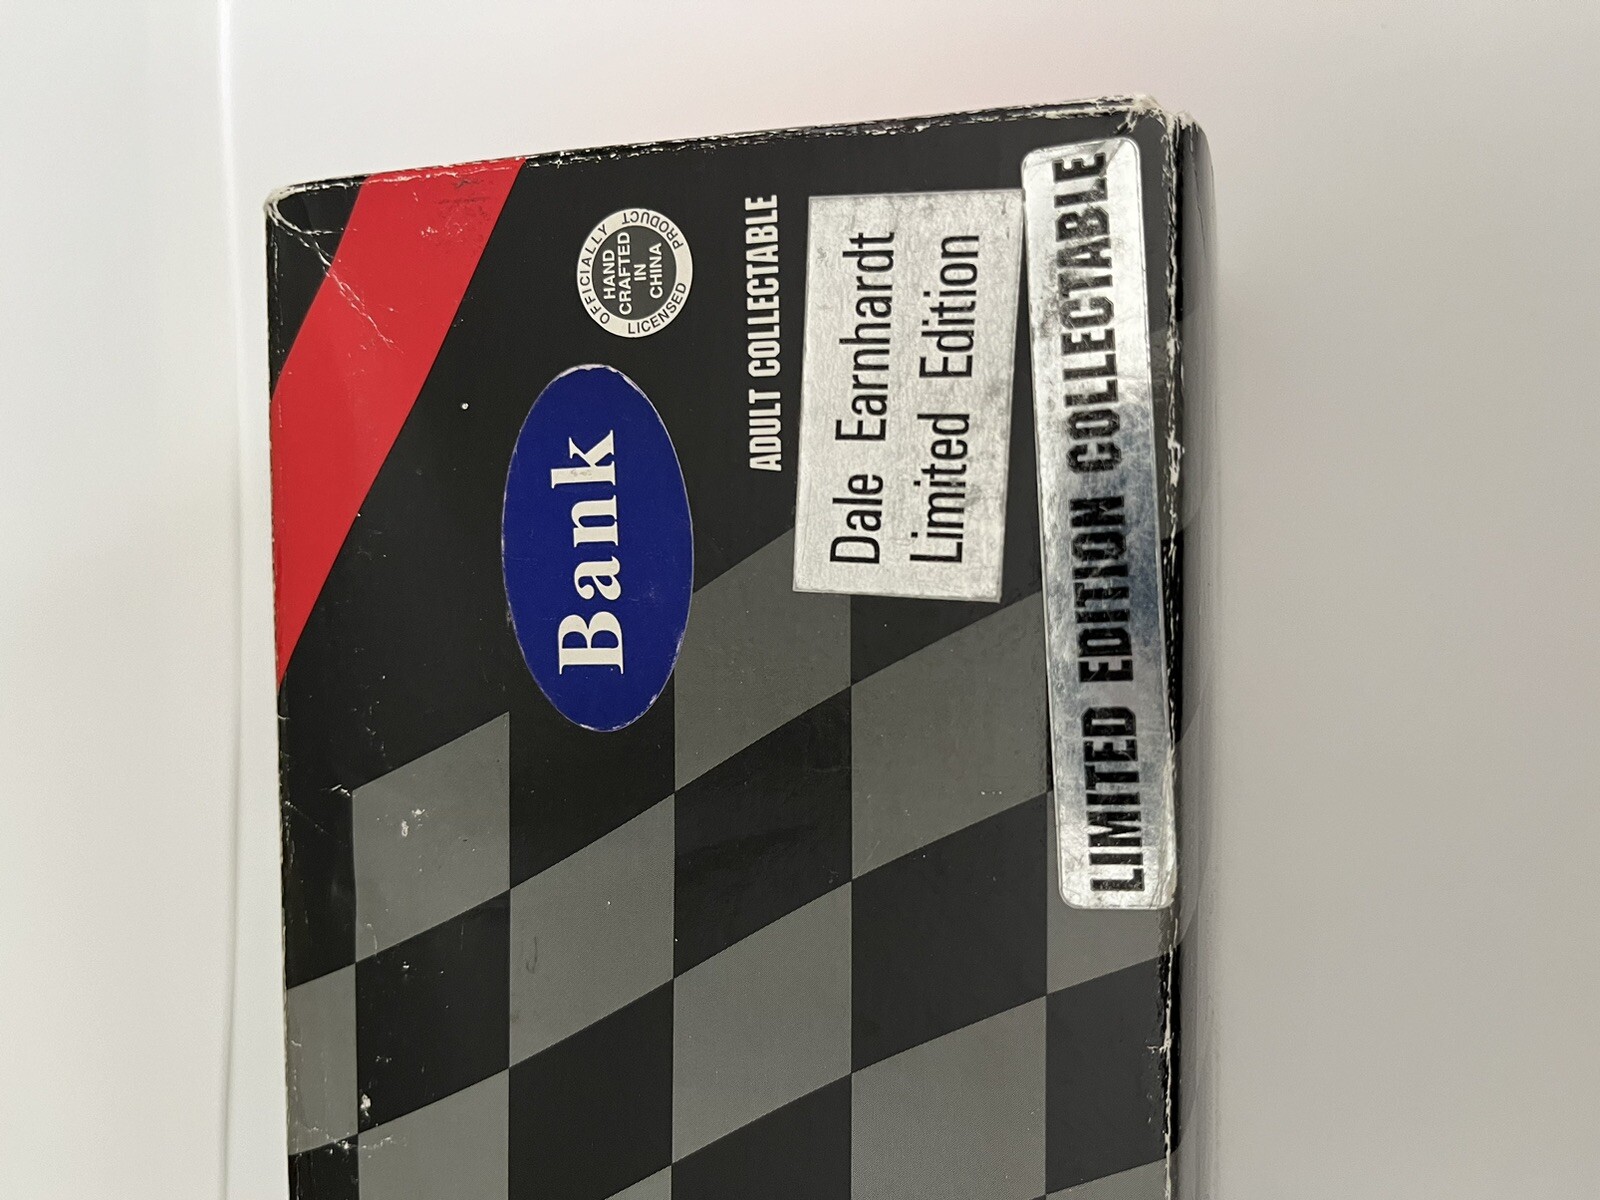 OFFICIALLY LICENSED PRODUCT
HAND
CRAFTED
IN
CHINA
Bank
ADULT COLLECTABLE
Dale Earnhardt
Limited Edition
LIMITED EDITION COLLECTABLE